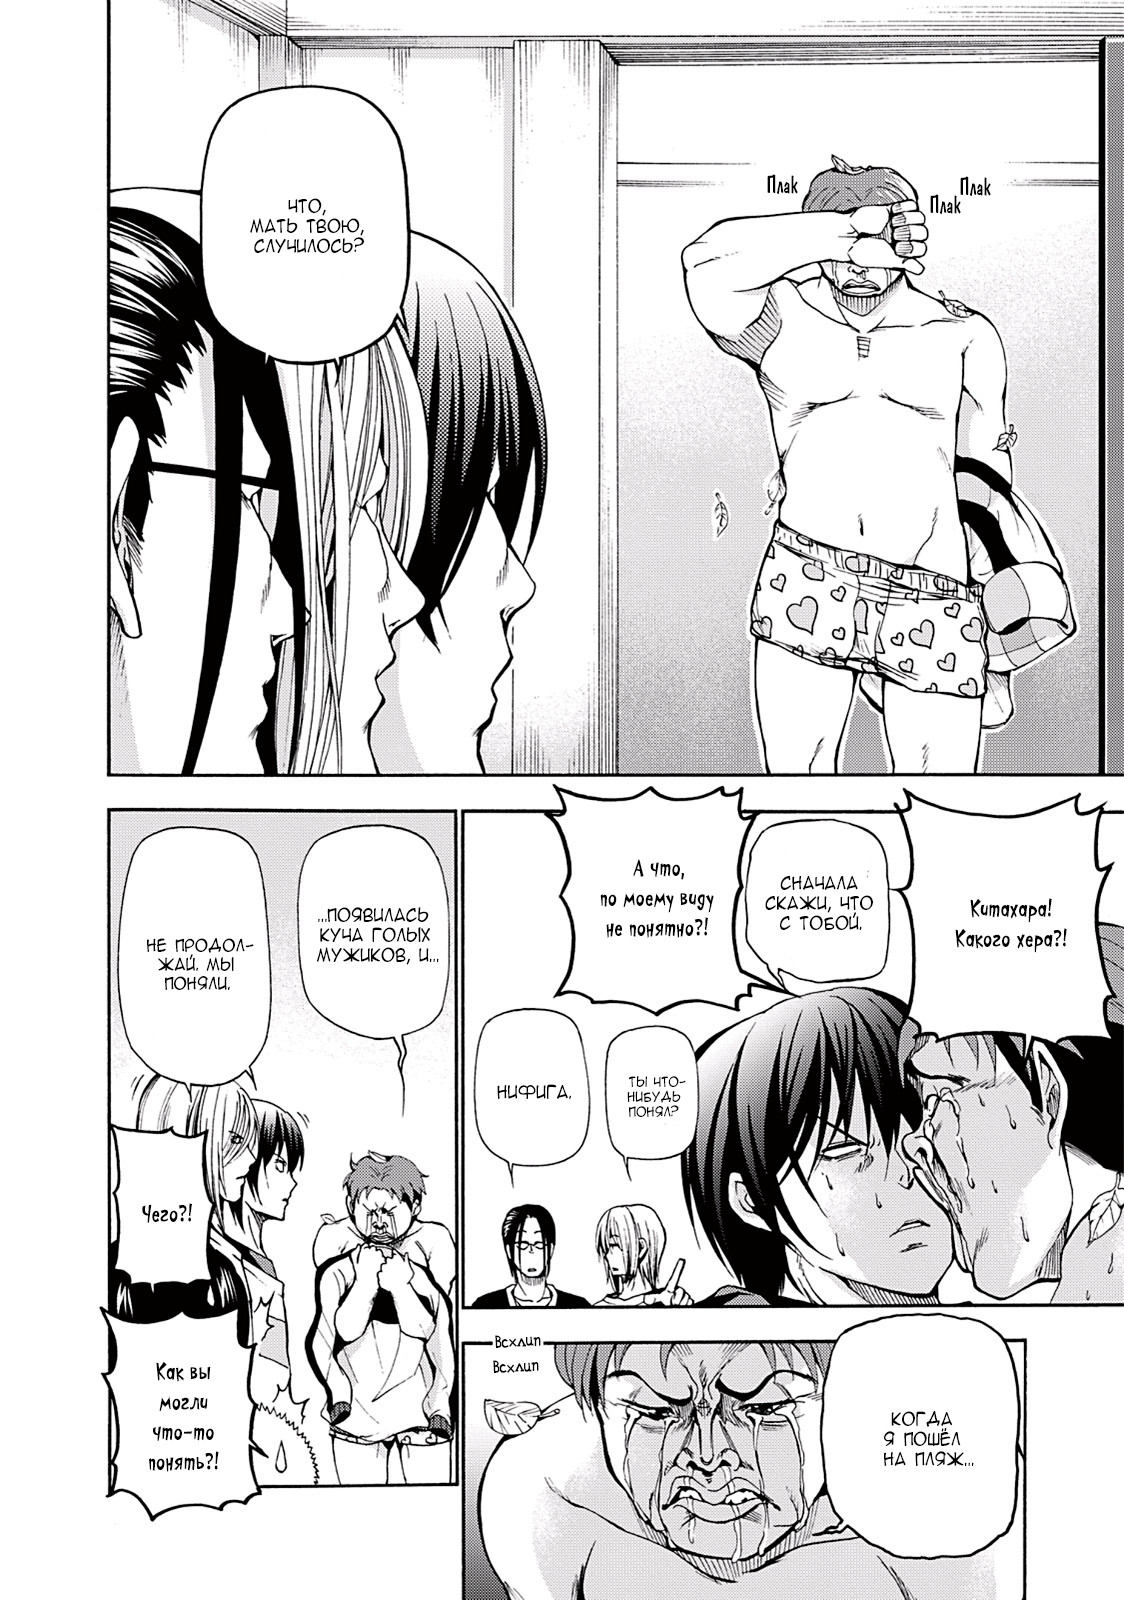 Плак
Плак
Плак
ЧТО,
МАТЬ ТВОЮ,
СЛУЧИЛОСЬ?
Китахара!
Какого хера?!
СНАЧАЛА
СКАЖИ, ЧТО
С ТОБОЙ.
А что,
по моему виду
не понятно?!
ТЫ ЧТО-
НИБУДЬ
ПОНЯЛ?
НИФИГА.
Всхлип
Всхлип
КОГДА
Я ПОШЁЛ
НА ПЛЯЖ...
...ПОЯВИЛАСЬ
КУЧА ГОЛЫХ
МУЖИКОВ, И...
НЕ ПРОДОЛ-
ЖАЙ. МЫ
ПОНЯЛИ.
Чего?!
Как вы
могли
что-то
понять?!